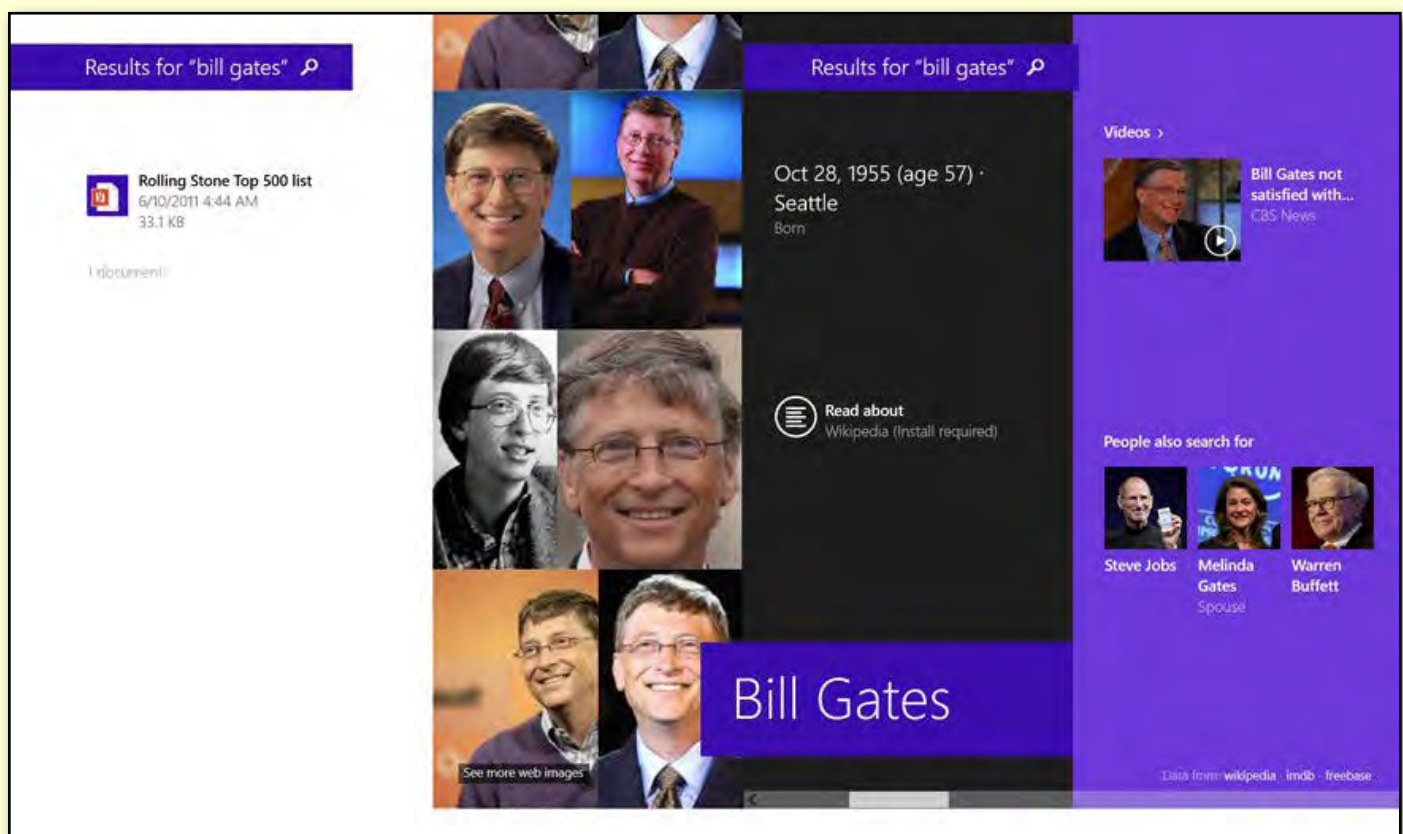 Results for "bill gates"
Rolling Stone Top 500 list
6/10/2011 4:44 AM
33.1 KB
1 document
See more web images
Results for "bill gates"
Oct 28, 1955 (age 57) ·
Seattle
Born
Read about
Wikipedia (Install required)
Bill Gates
Videos >
Bill Gates not
satisfied with...
CBS News
People also search for
Steve Jobs
Melinda
Gates
Spouse
Warren
Buffett
Data from: wikipedia · imdb · freebase